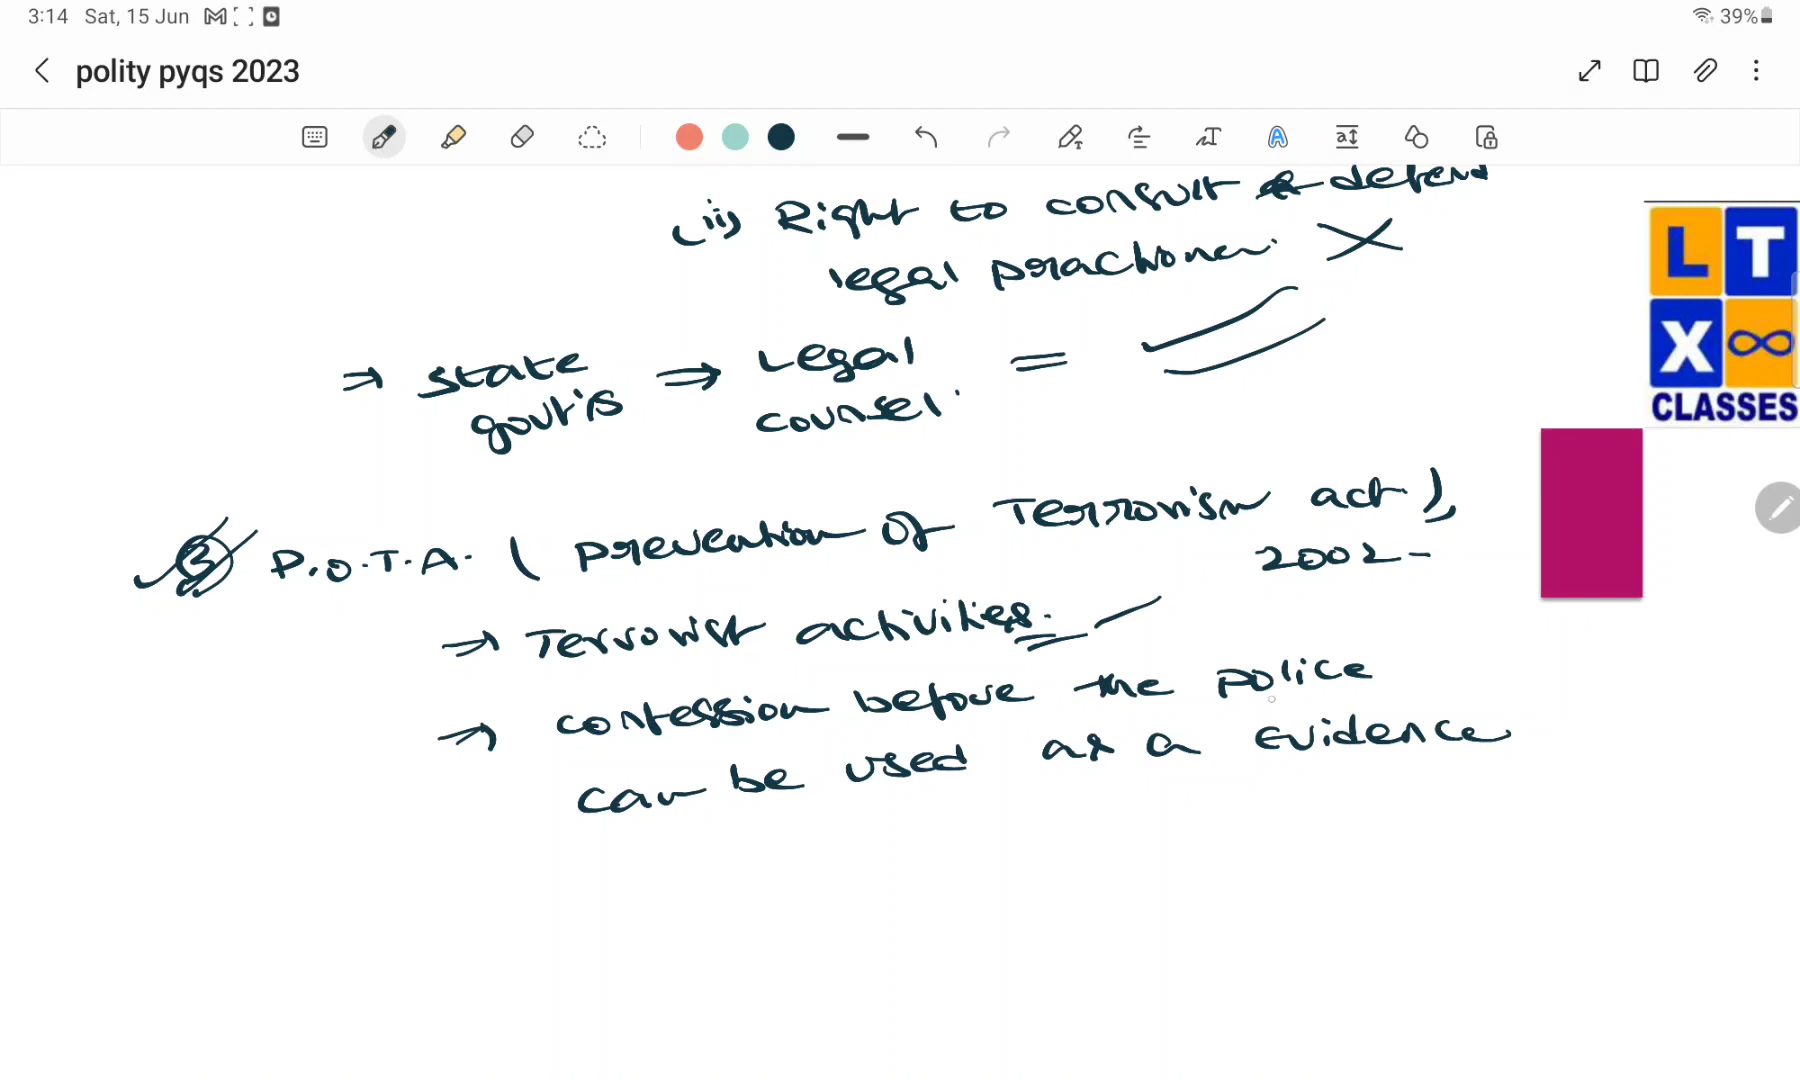 3:14 Sat, 15 Jun
39%
polity pyqs 2023
(ii) Right to consult & defend
legal practioner. X
⇒ State ⇒ Legal =
govt's counsel.
③ P.O.T.A. ( Prevention of Terrorism act ),
2002 -
→ Terrorist activities.
→ confession before the police
can be used as a evidence
L T
X ∞
CLASSES